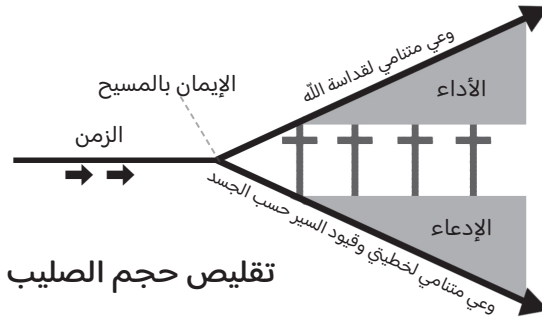 وعي متنامي لقداسة الله
الأداء
الإيمان بالمسيح
الزمن
الإدعاء
وعي متنامي لخطيتي وقيود السير حسب الجسد
تقليص حجم الصليب